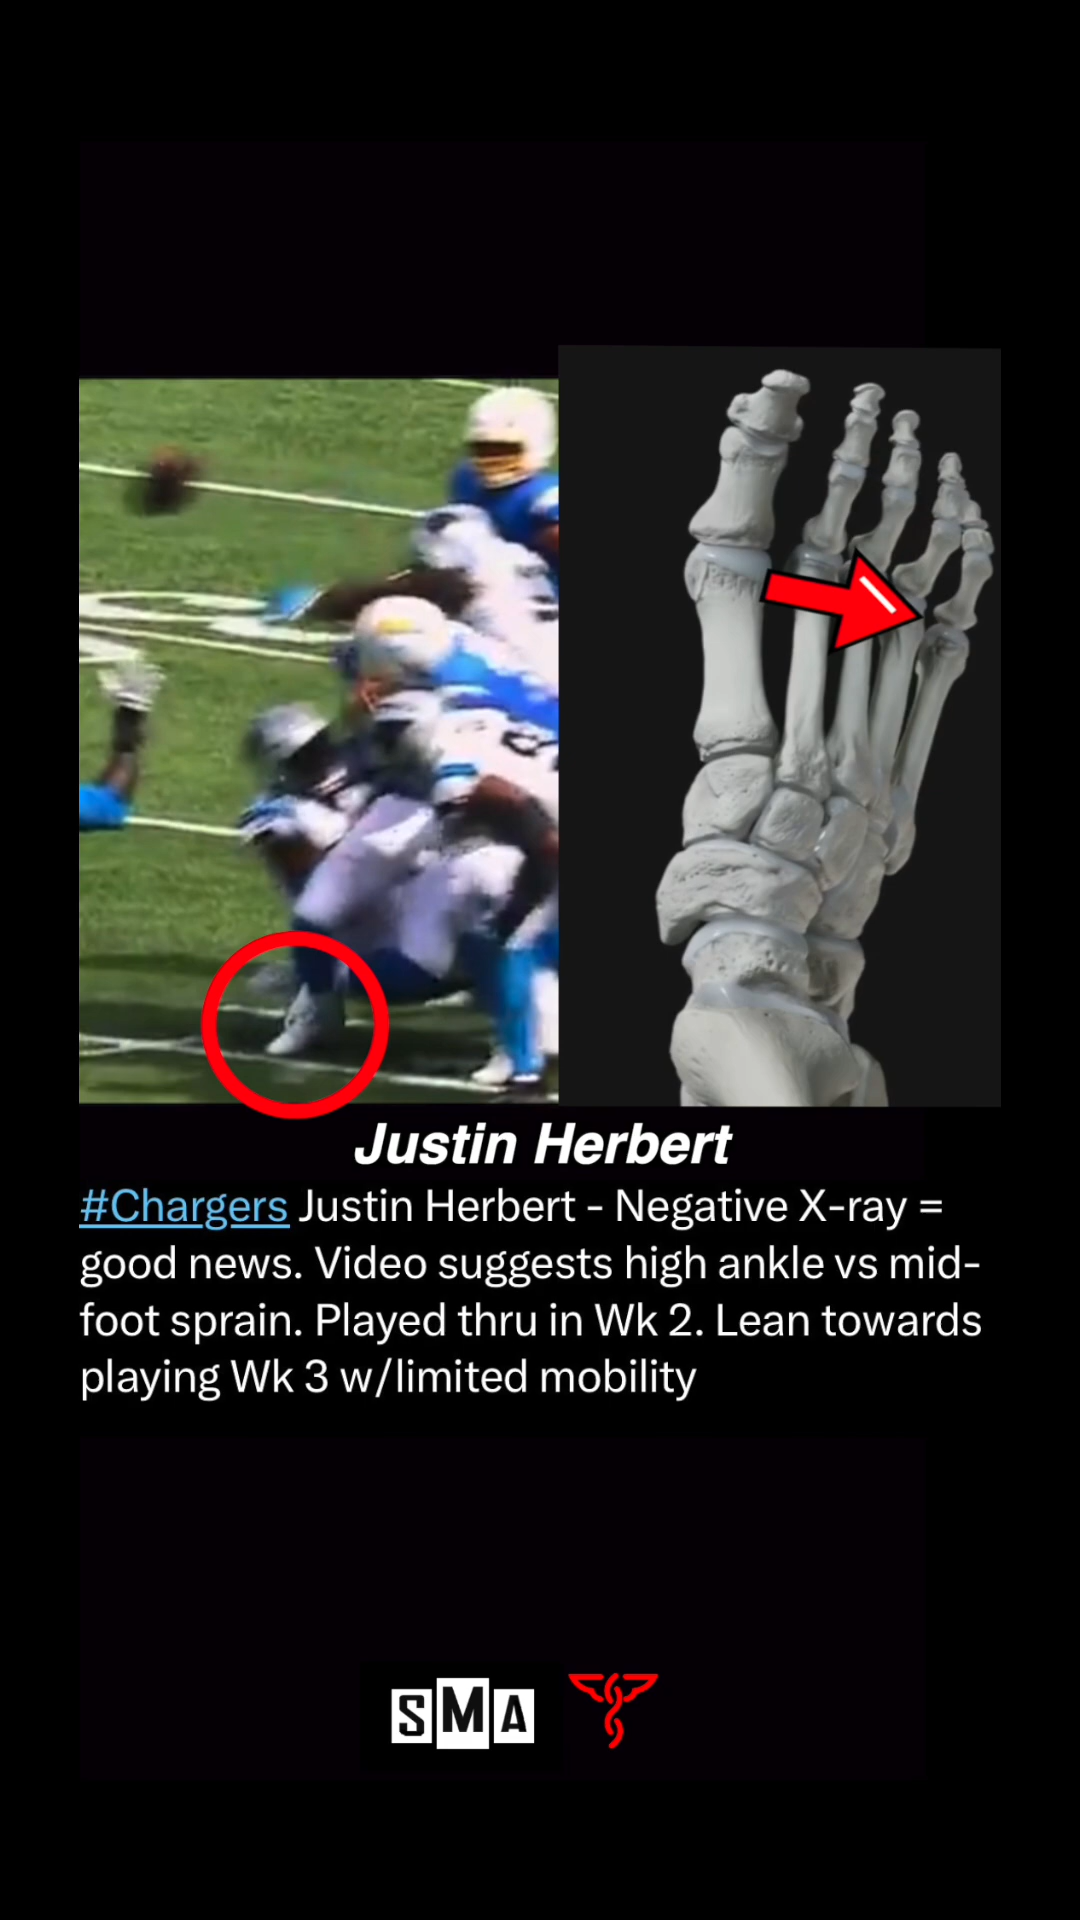 Justin Herbert
#Chargers Justin Herbert - Negative X-ray =
good news. Video suggests high ankle vs mid-
foot sprain. Played thru in Wk 2. Lean towards
playing Wk 3 w/limited mobility
SMA